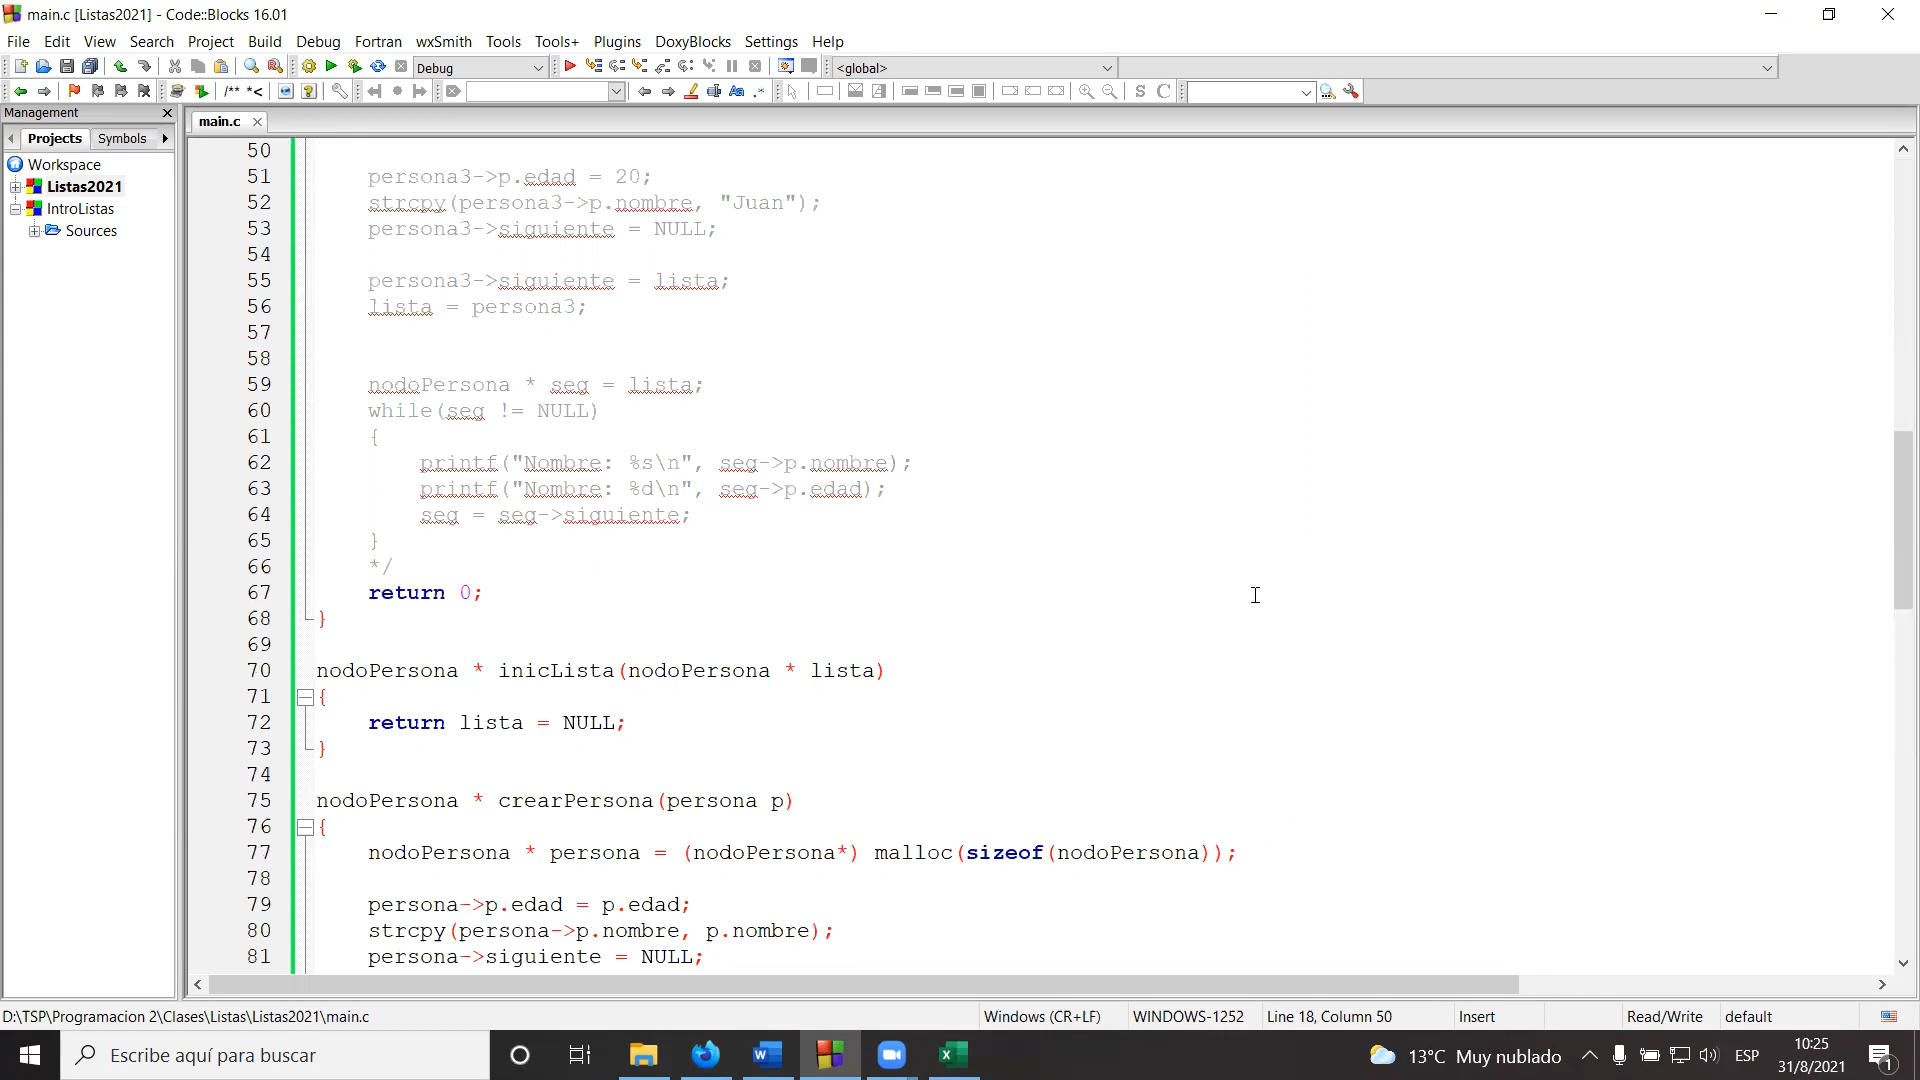 main.c [Listas2021] - Code::Blocks 16.01
File Edit View Search Project Build Debug Fortran wxSmith Tools Tools+ Plugins DoxyBlocks Settings Help
Debug <global>
/** *< Aa .* S C
Management
Projects Symbols
main.c
Workspace
Listas2021
IntroListas
Sources
50
51 persona3->p.edad = 20;
52 strcpy(persona3->p.nombre, "Juan");
53 persona3->siguiente = NULL;
54
55 persona3->siguiente = lista;
56 lista = persona3;
57
58
59 nodoPersona * seg = lista;
60 while(seg != NULL)
61 {
62 printf("Nombre: %s\n", seg->p.nombre);
63 printf("Nombre: %d\n", seg->p.edad);
64 seg = seg->siguiente;
65 }
66 */
67 return 0;
68 }
69
70 nodoPersona * inicLista(nodoPersona * lista)
71 {
72 return lista = NULL;
73 }
74
75 nodoPersona * crearPersona(persona p)
76 {
77 nodoPersona * persona = (nodoPersona*) malloc(sizeof(nodoPersona));
78
79 persona->p.edad = p.edad;
80 strcpy(persona->p.nombre, p.nombre);
81 persona->siguiente = NULL;
D:\TSP\Programacion 2\Clases\Listas\Listas2021\main.c Windows (CR+LF) WINDOWS-1252 Line 18, Column 50 Insert Read/Write default
Escribe aquí para buscar
13°C Muy nublado ESP
10:25
31/8/2021
1